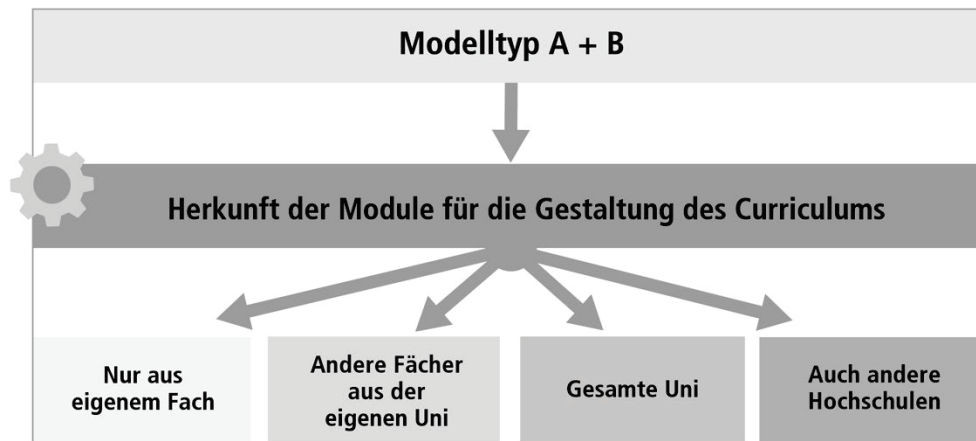 Modelltyp A + B
Herkunft der Module für die Gestaltung des Curriculums
Nur aus
eigenem Fach
Andere Fächer
aus der
eigenen Uni
Gesamte Uni
Auch andere
Hochschulen